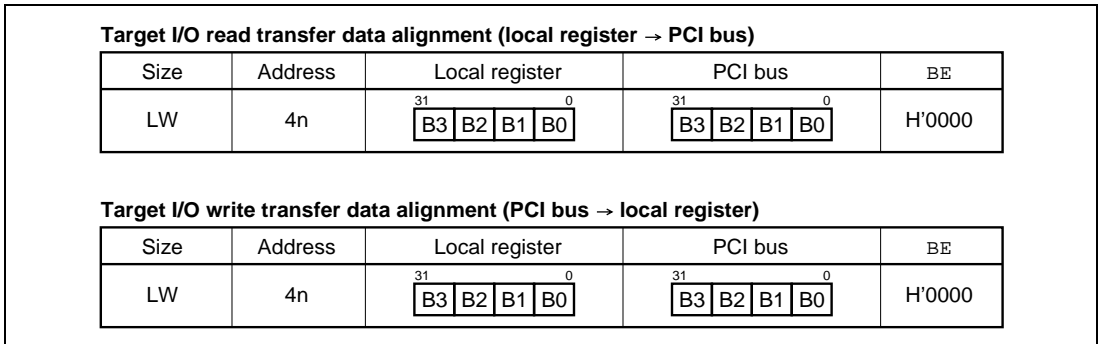 Target I/O read transfer data alignment (local register → PCI bus)
Size Address Local register PCI bus BE
31 0 31 0
LW 4n B3 B2 B1 B0 B3 B2 B1 B0 H'0000
Target I/O write transfer data alignment (PCI bus → local register)
Size Address Local register PCI bus BE
31 0 31 0
LW 4n B3 B2 B1 B0 B3 B2 B1 B0 H'0000